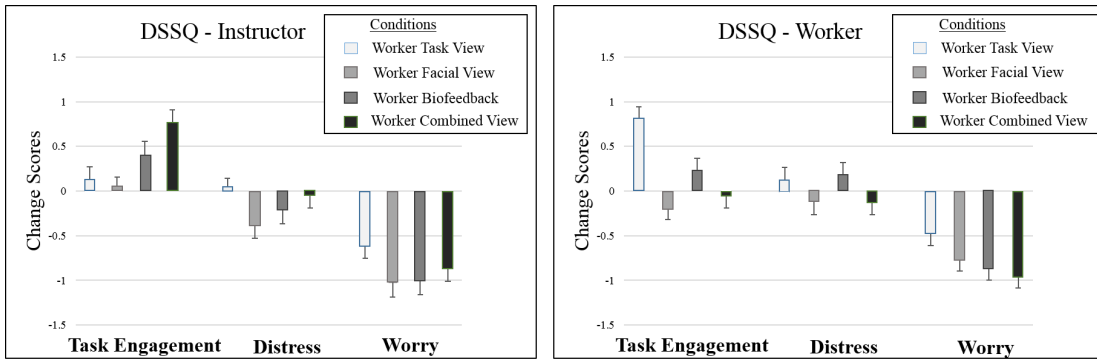 DSSQ - Instructor
Conditions
Worker Task View
Worker Facial View
Worker Biofeedback
Worker Combined View
Change Scores
1.5
1
0.5
0
-0.5
-1
-1.5
Task Engagement Distress Worry
DSSQ - Worker
Conditions
Worker Task View
Worker Facial View
Worker Biofeedback
Worker Combined View
Change Scores
1.5
1
0.5
0
-0.5
-1
-1.5
Task Engagement Distress Worry